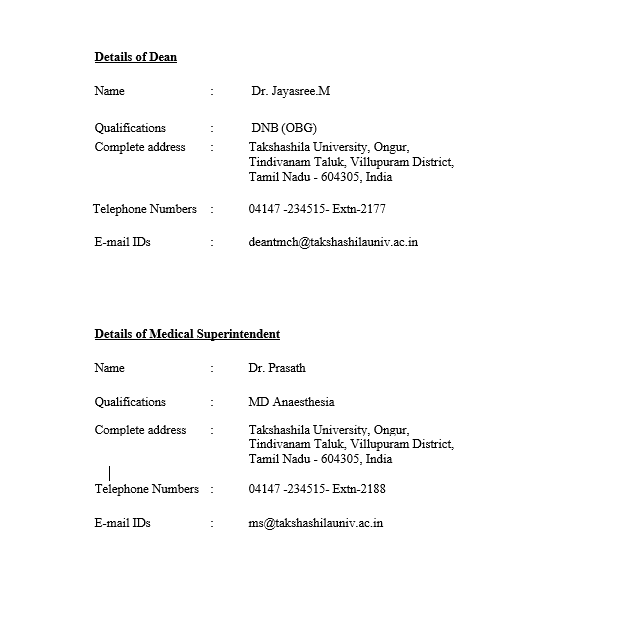 Details of Dean
Name : Dr. Jayasree.M
Qualifications : DNB (OBG)
Complete address : Takshashila University, Ongur,
Tindivanam Taluk, Villupuram District,
Tamil Nadu - 604305, India
Telephone Numbers : 04147 -234515- Extn-2177
E-mail IDs : deantmch@takshashilauniv.ac.in
Details of Medical Superintendent
Name : Dr. Prasath
Qualifications : MD Anaesthesia
Complete address : Takshashila University, Ongur,
Tindivanam Taluk, Villupuram District,
Tamil Nadu - 604305, India
Telephone Numbers : 04147 -234515- Extn-2188
E-mail IDs : ms@takshashilauniv.ac.in